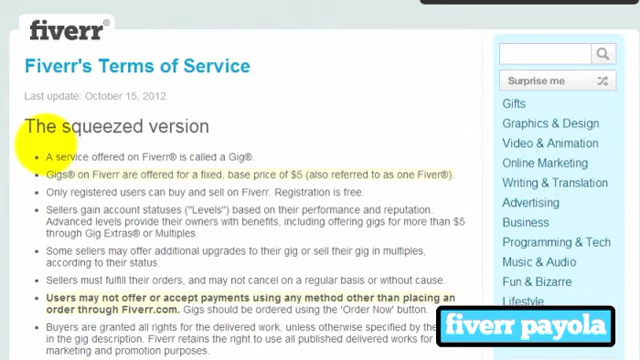 fiverr®
Fiverr's Terms of Service
Last update: October 15, 2012
The squeezed version
• A service offered on Fiverr® is called a Gig®.
• Gigs® on Fiverr are offered for a fixed, base price of $5 (also referred to as one Fiver®).
• Only registered users can buy and sell on Fiverr. Registration is free.
• Sellers gain account statuses ("Levels") based on their performance and reputation.
Advanced levels provide their owners with benefits, including offering gigs for more than $5
through Gig Extras® or Multiples.
• Some sellers may offer additional upgrades to their gig or sell their gig in multiples,
according to their status.
• Sellers must fulfill their orders, and may not cancel on a regular basis or without cause.
• Users may not offer or accept payments using any method other than placing an
order through Fiverr.com. Gigs should be ordered using the 'Order Now' button.
• Buyers are granted all rights for the delivered work, unless otherwise specified by the
in the gig description. Fiverr retains the right to use all published delivered works for
marketing and promotion purposes.
Surprise me
Gifts
Graphics & Design
Video & Animation
Online Marketing
Writing & Translation
Advertising
Business
Programming & Tech
Music & Audio
Fun & Bizarre
Lifestyle
fiverr payola